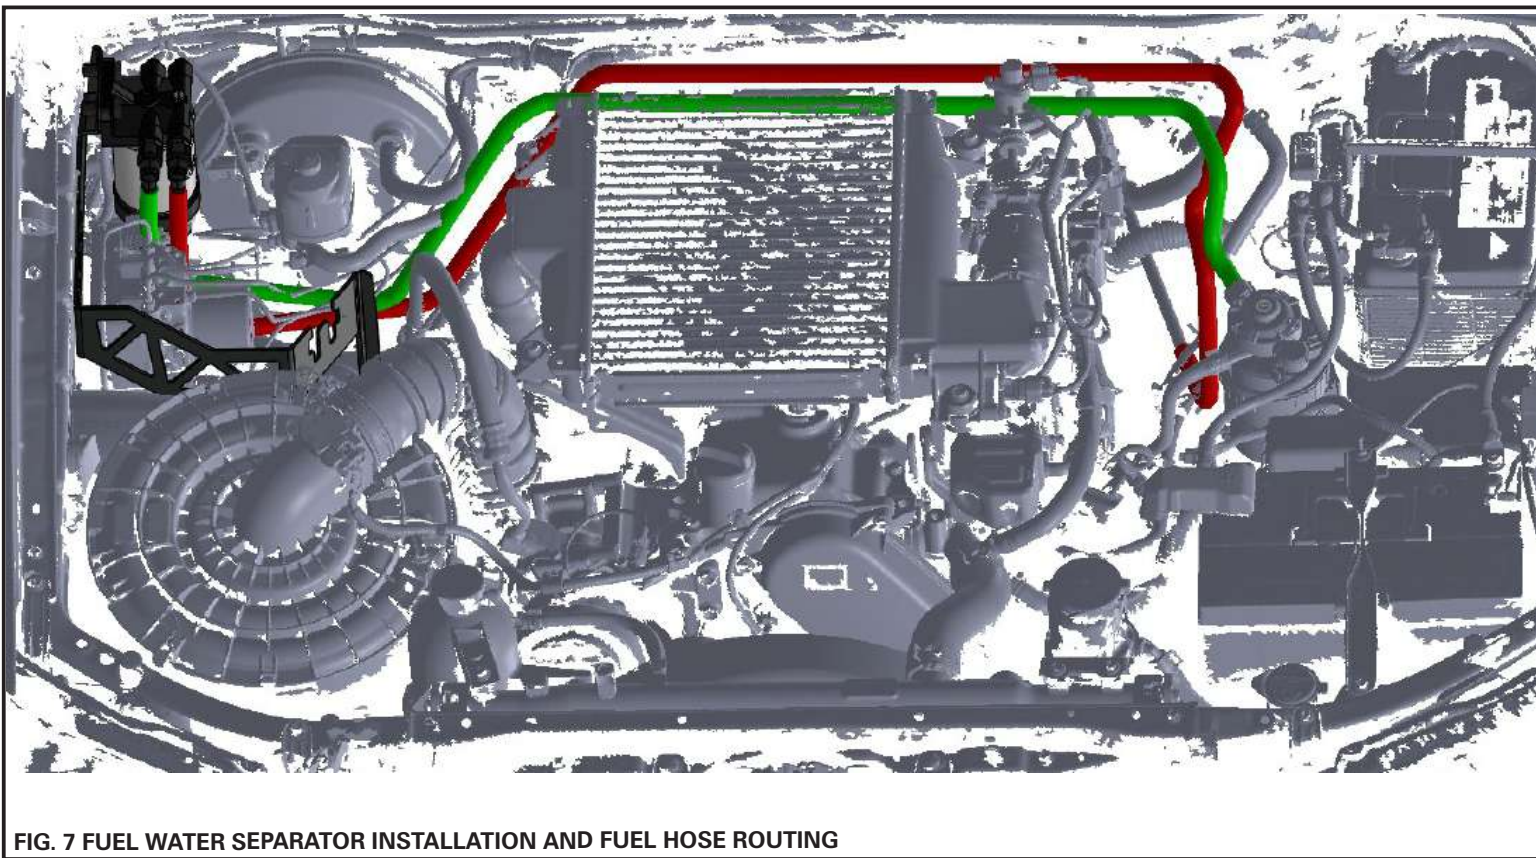 FIG. 7 FUEL WATER SEPARATOR INSTALLATION AND FUEL HOSE ROUTING